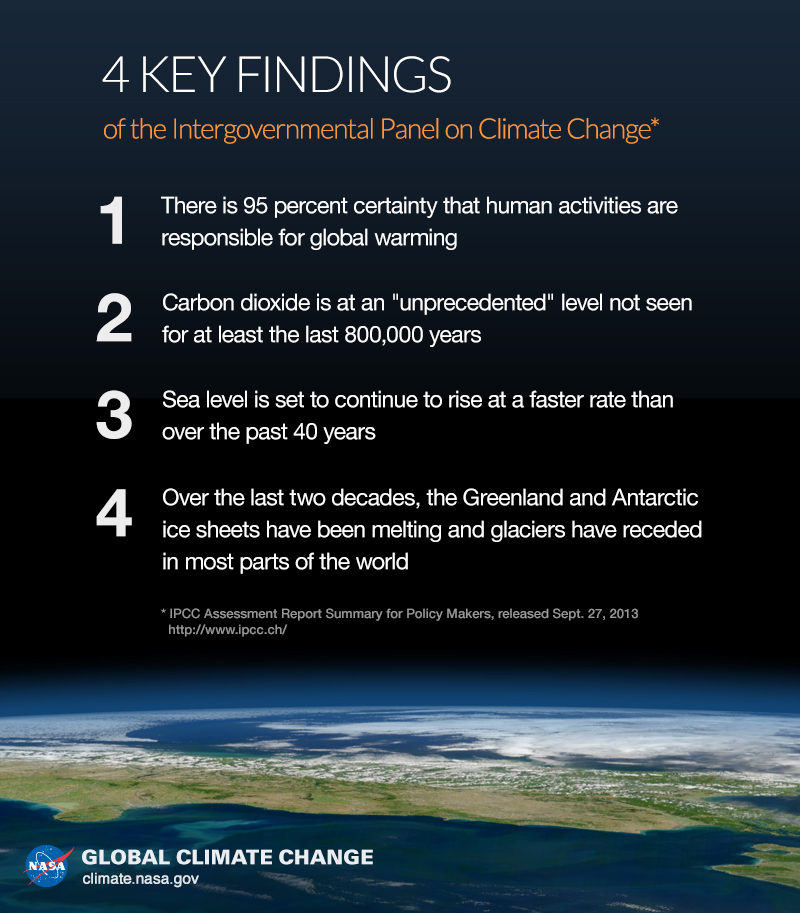 4 KEY FINDINGS
of the Intergovernmental Panel on Climate Change*
1
There is 95 percent certainty that human activities are
responsible for global warming
2
Carbon dioxide is at an "unprecedented" level not seen
for at least the last 800,000 years
3
Sea level is set to continue to rise at a faster rate than
over the past 40 years
4
Over the last two decades, the Greenland and Antarctic
ice sheets have been melting and glaciers have receded
in most parts of the world
* IPCC Assessment Report Summary for Policy Makers, released Sept. 27, 2013
http://www.ipcc.ch/
NASA
GLOBAL CLIMATE CHANGE
climate.nasa.gov